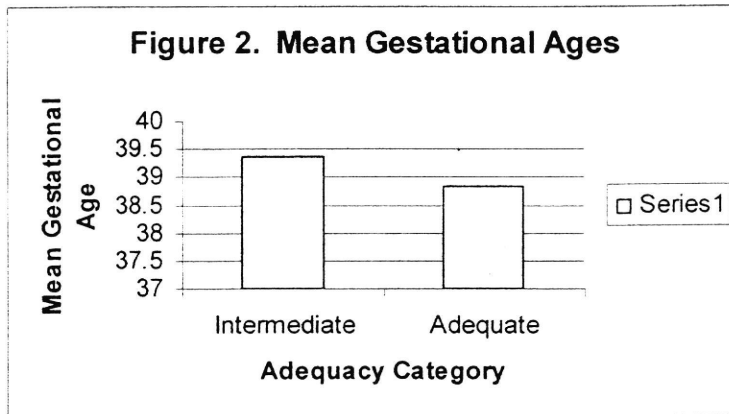 Figure 2. Mean Gestational Ages
Mean Gestational
Age
40
39.5
39
38.5
38
37.5
37
Intermediate Adequate
Adequacy Category
Series1